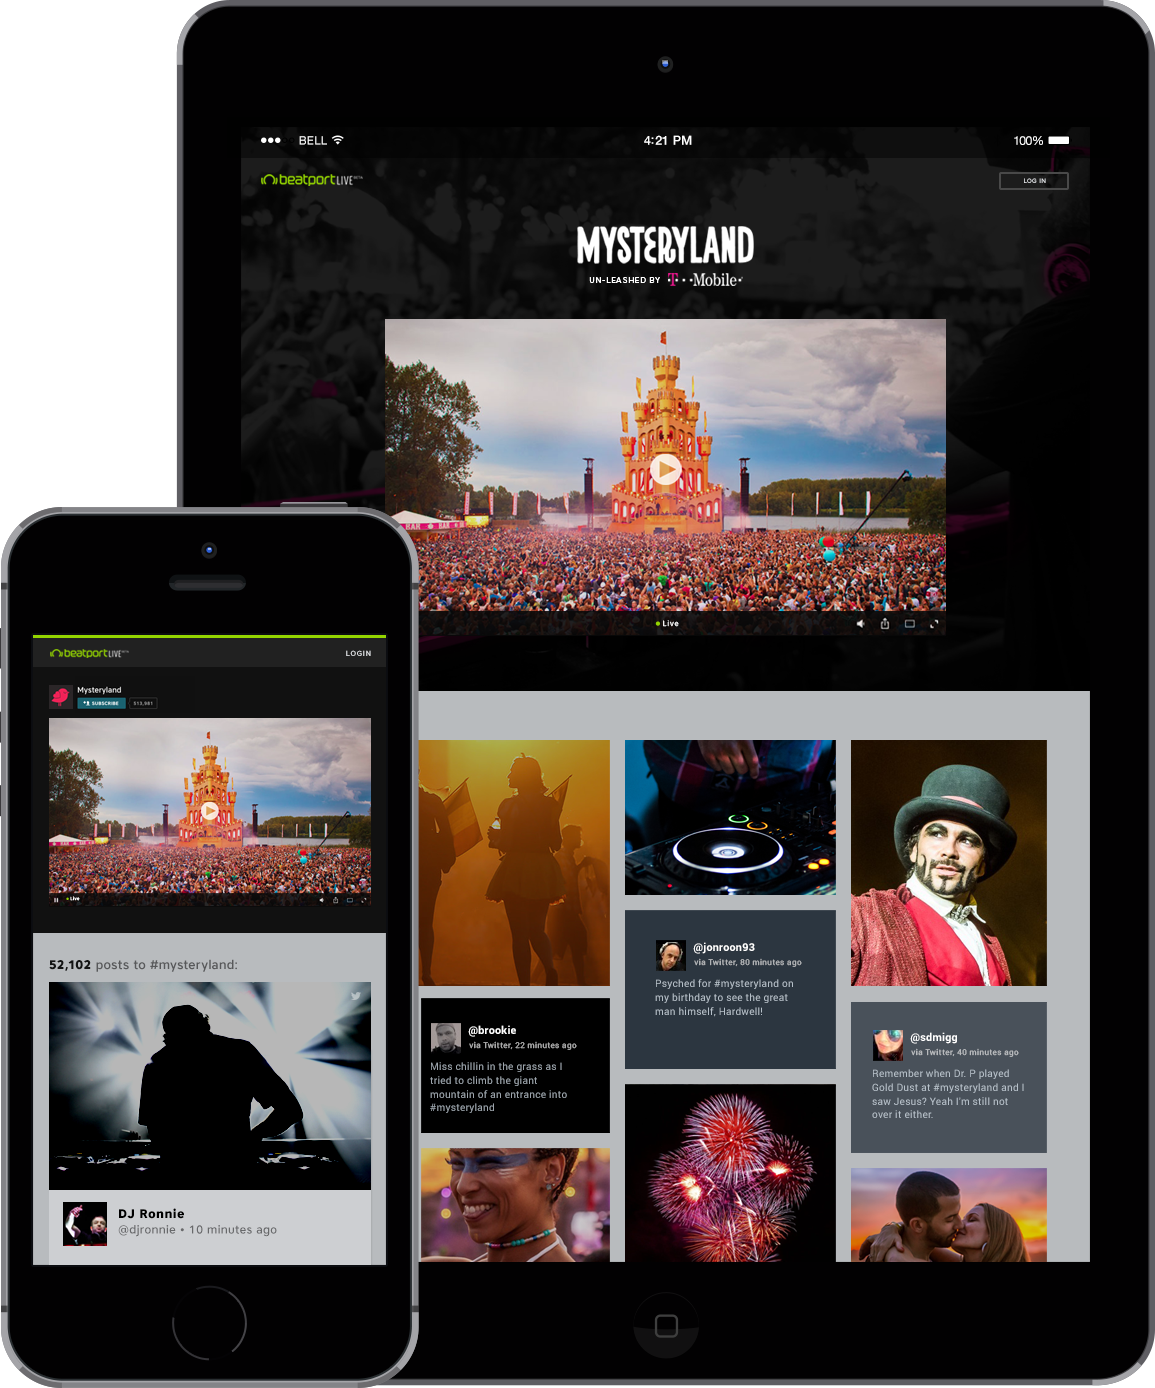 BELL
4:21 PM
100%
beatport LIVE BETA
LOG IN
MYSTERYLAND
UN-LEASHED BY T··Mobile·
BAR
BAR
Live
@brookie
via Twitter, 22 minutes ago
Miss chillin in the grass as I
tried to climb the giant
mountain of an entrance into
#mysteryland
@jonroon93
via Twitter, 80 minutes ago
Psyched for #mysteryland on
my birthday to see the great
man himself, Hardwell!
@sdmigg
via Twitter, 40 minutes ago
Remember when Dr. P played
Gold Dust at #mysteryland and I
saw Jesus? Yeah I'm still not
over it either.
beatport LIVE BETA
LOGIN
Mysteryland
SUBSCRIBE
Live
52,102 posts to #mysteryland:
DJ Ronnie
@djronnie • 10 minutes ago